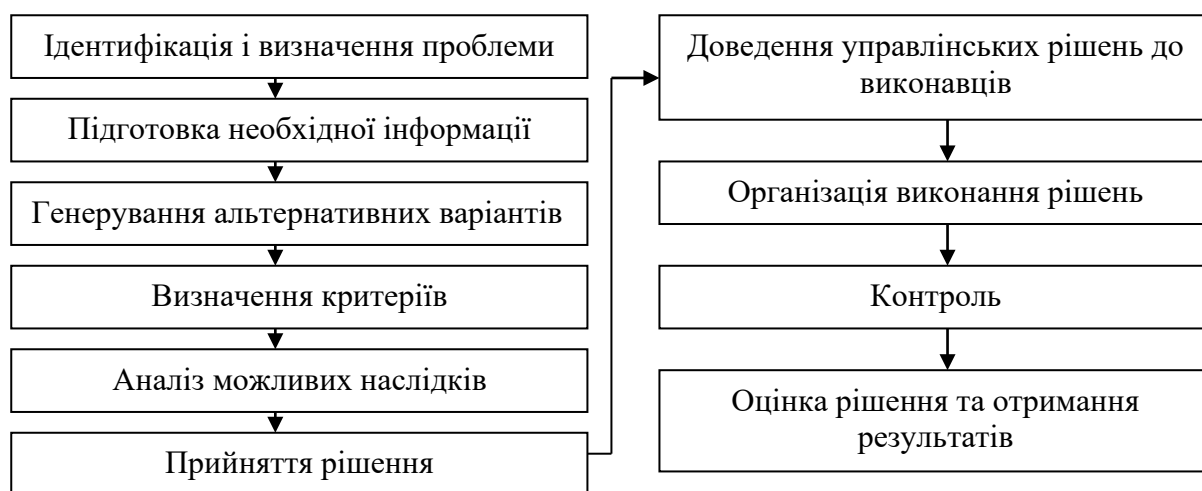 Ідентифікація і визначення проблеми
Підготовка необхідної інформації
Генерування альтернативних варіантів
Визначення критеріїв
Аналіз можливих наслідків
Прийняття рішення
Доведення управлінських рішень до
виконавців
Організація виконання рішень
Контроль
Оцінка рішення та отримання
результатів